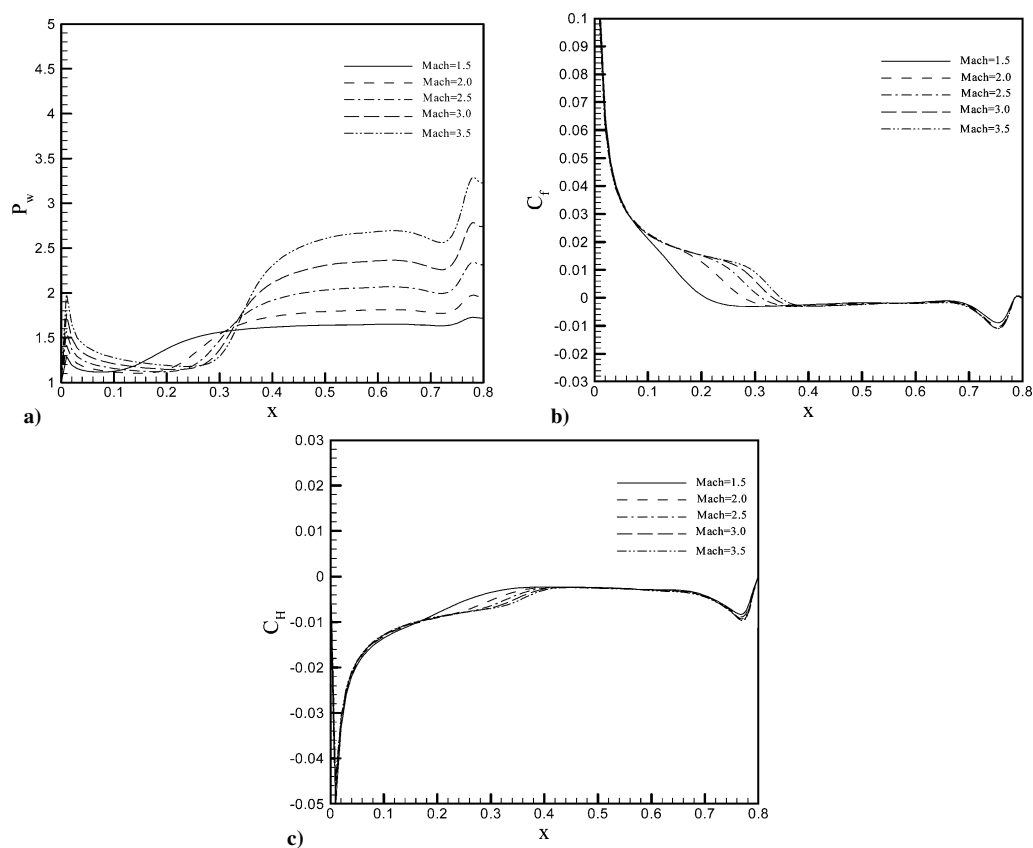 5
4.5
4
3.5
3
2.5
2
1.5
1
P_w
0 0.1 0.2 0.3 0.4 0.5 0.6 0.7 0.8
x
Mach=1.5
Mach=2.0
Mach=2.5
Mach=3.0
Mach=3.5
a)
0.1
0.09
0.08
0.07
0.06
0.05
0.04
0.03
0.02
0.01
0
-0.01
-0.02
-0.03
C_f
0 0.1 0.2 0.3 0.4 0.5 0.6 0.7 0.8
x
Mach=1.5
Mach=2.0
Mach=2.5
Mach=3.0
Mach=3.5
b)
0.03
0.02
0.01
0
-0.01
-0.02
-0.03
-0.04
-0.05
C_H
0 0.1 0.2 0.3 0.4 0.5 0.6 0.7 0.8
x
Mach=1.5
Mach=2.0
Mach=2.5
Mach=3.0
Mach=3.5
c)